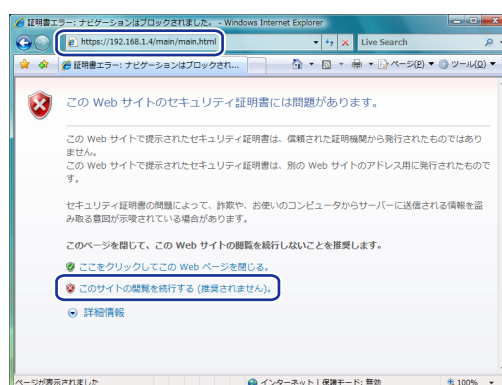 証明書エラー: ナビゲーションはブロックされました。 - Windows Internet Explorer
https://192.168.1.4/main/main.html
Live Search
証明書エラー: ナビゲーションはブロックされ... ページ(P) ツール(O)
この Web サイトのセキュリティ証明書には問題があります。
この Web サイトで提示されたセキュリティ証明書は、信頼された証明機関から発行されたものではあり
ません。
この Web サイトで提示されたセキュリティ証明書は、別の Web サイトのアドレス用に発行されたもので
す。
セキュリティ証明書の問題によって、詐欺や、お使いのコンピュータからサーバーに送信される情報を盗
み取る意図が示唆されている場合があります。
このページを閉じて、この Web サイトの閲覧を続行しないことを推奨します。
ここをクリックしてこの Web ページを閉じる。
このサイトの閲覧を続行する (推奨されません)。
詳細情報
ページが表示されました インターネット | 保護モード: 無効 100%